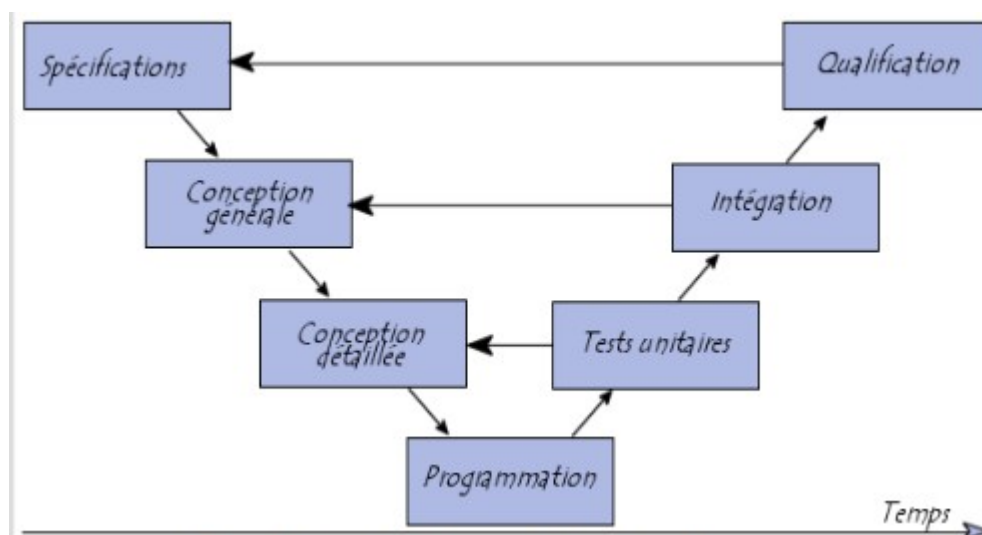 Spécifications
Qualification
Conception
générale
Intégration
Conception
détaillée
Tests unitaires
Programmation
Temps